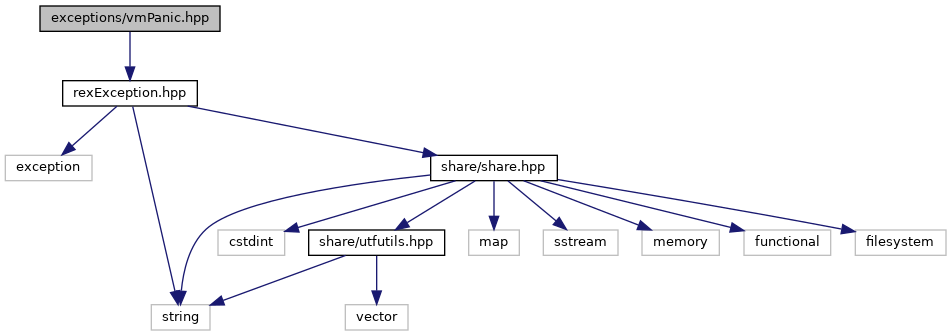 exceptions/vmPanic.hpp
rexException.hpp
exception
share/share.hpp
cstdint
share/utfutils.hpp
map
sstream
memory
functional
filesystem
string
vector